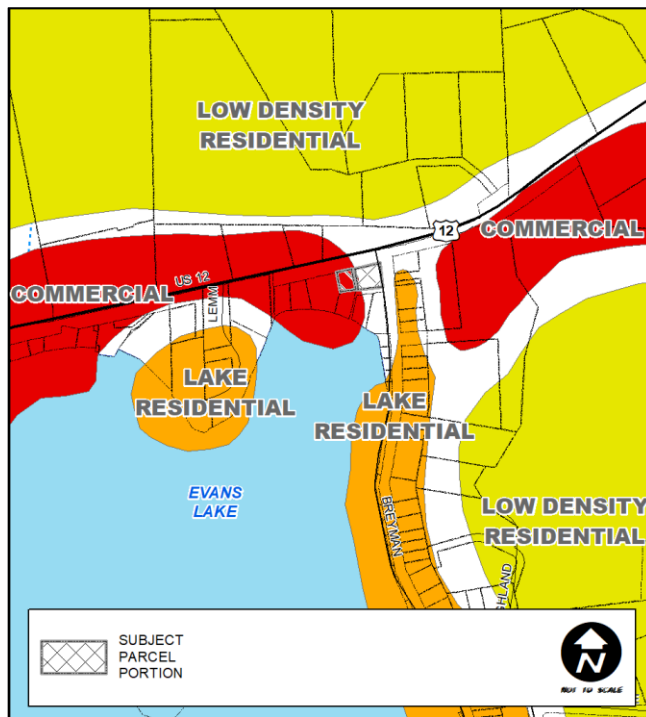 LOW DENSITY
RESIDENTIAL
12
COMMERCIAL
US 12
COMMERCIAL
LEMM
LAKE
RESIDENTIAL
LAKE
RESIDENTIAL
EVANS
LAKE
BREYMAN
LOW DENSITY
RESIDENTIAL
GHLAND
SUBJECT
PARCEL
PORTION
N
NOT TO SCALE